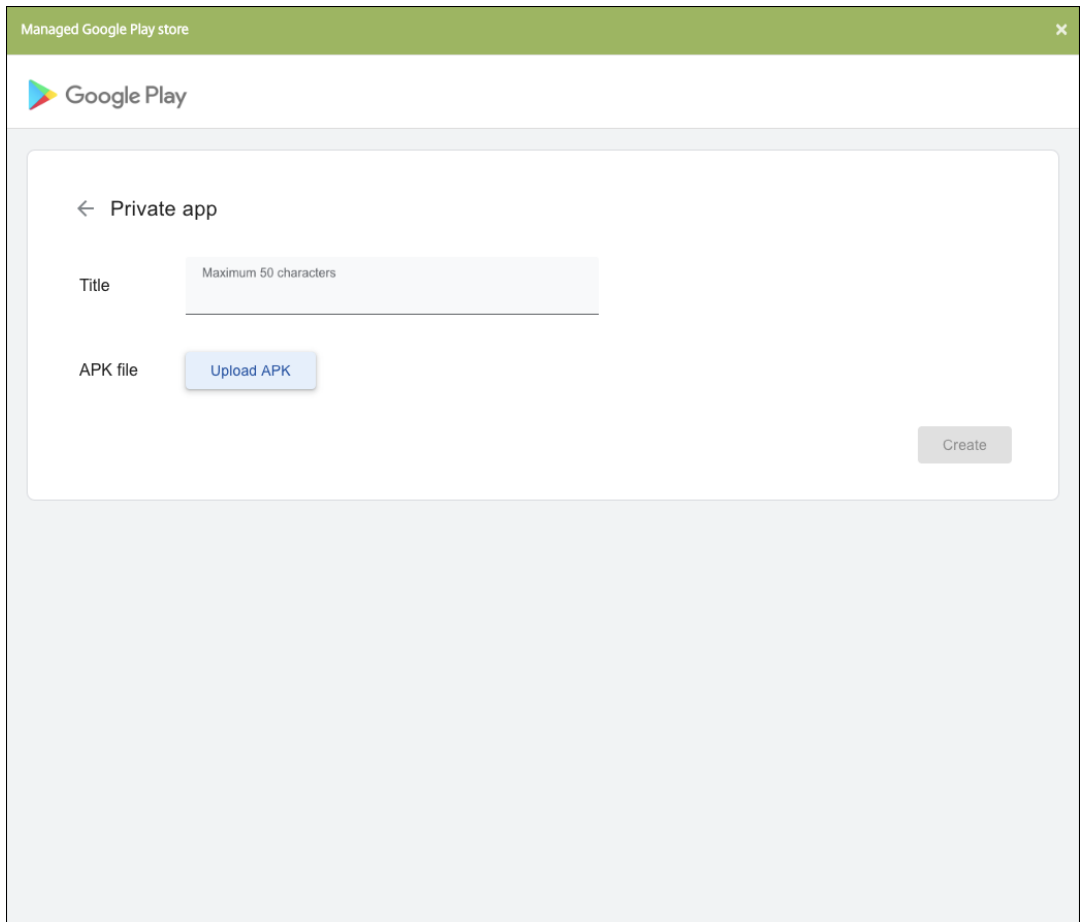 Managed Google Play store
×
Google Play
← Private app
Title
Maximum 50 characters
APK file
Upload APK
Create